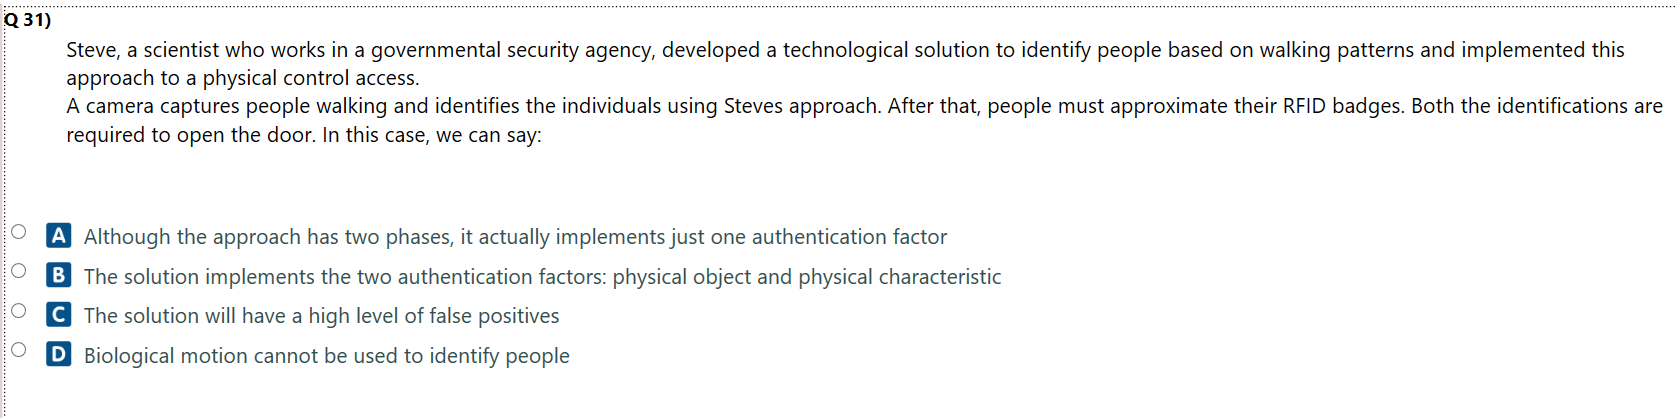 Q 31)
Steve, a scientist who works in a governmental security agency, developed a technological solution to identify people based on walking patterns and implemented this
approach to a physical control access.
A camera captures people walking and identifies the individuals using Steves approach. After that, people must approximate their RFID badges. Both the identifications are
required to open the door. In this case, we can say:
A Although the approach has two phases, it actually implements just one authentication factor
B The solution implements the two authentication factors: physical object and physical characteristic
C The solution will have a high level of false positives
D Biological motion cannot be used to identify people